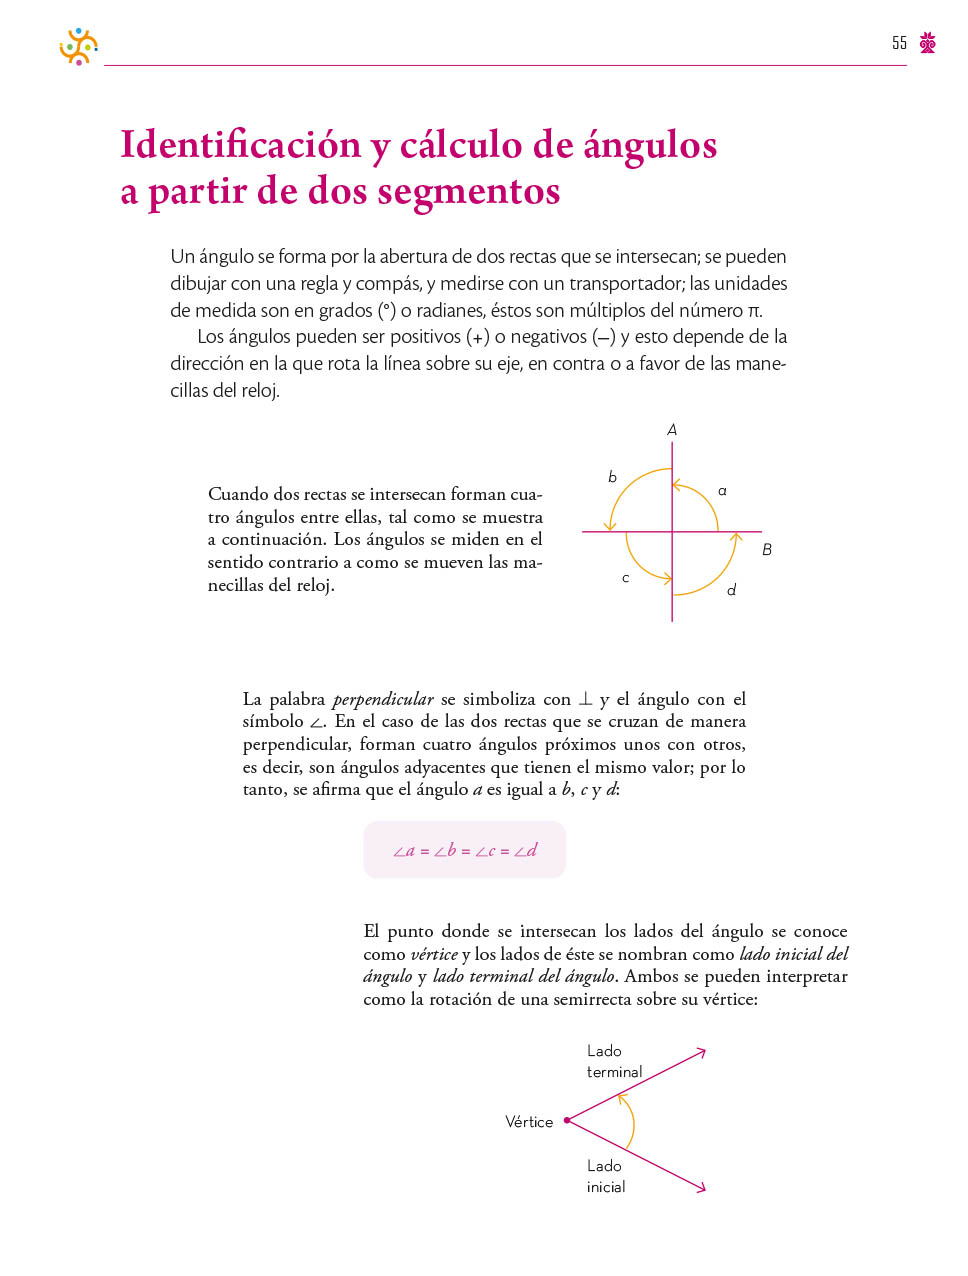 55
Identificación y cálculo de ángulos
a partir de dos segmentos
Un ángulo se forma por la abertura de dos rectas que se intersecan; se pueden
dibujar con una regla y compás, y medirse con un transportador; las unidades
de medida son en grados (°) o radianes, éstos son múltiplos del número π.
Los ángulos pueden ser positivos (+) o negativos (–) y esto depende de la
dirección en la que rota la línea sobre su eje, en contra o a favor de las mane-
cillas del reloj.
Cuando dos rectas se intersecan forman cua-
tro ángulos entre ellas, tal como se muestra
a continuación. Los ángulos se miden en el
sentido contrario a como se mueven las ma-
necillas del reloj.
A
b
a
B
c
d
La palabra perpendicular se simboliza con ⊥ y el ángulo con el
símbolo ∠. En el caso de las dos rectas que se cruzan de manera
perpendicular, forman cuatro ángulos próximos unos con otros,
es decir, son ángulos adyacentes que tienen el mismo valor; por lo
tanto, se afirma que el ángulo a es igual a b, c y d:
∠a = ∠b = ∠c = ∠d
El punto donde se intersecan los lados del ángulo se conoce
como vértice y los lados de éste se nombran como lado inicial del
ángulo y lado terminal del ángulo. Ambos se pueden interpretar
como la rotación de una semirrecta sobre su vértice:
Lado
terminal
Vértice
Lado
inicial